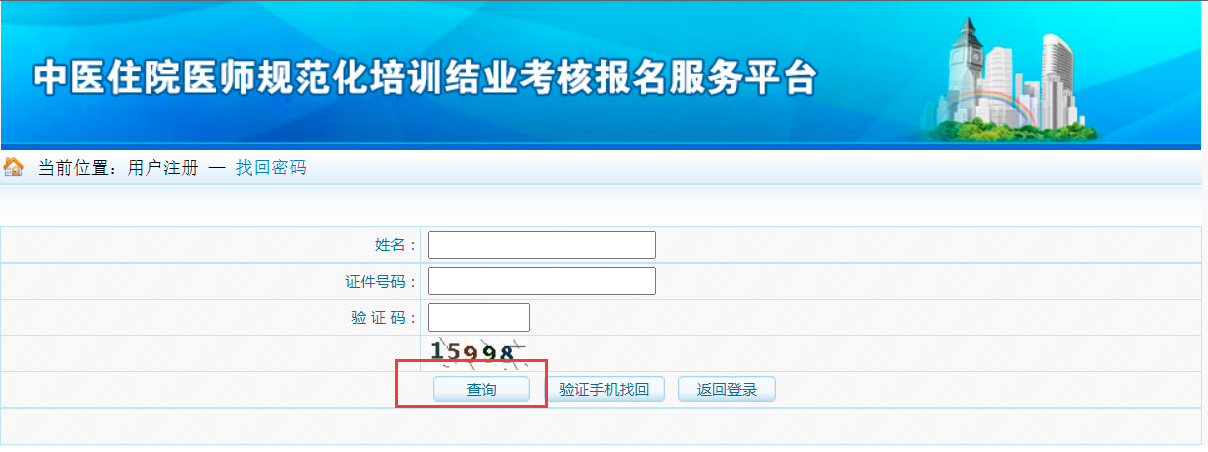 中医住院医师规范化培训结业考核报名服务平台
当前位置：用户注册 — 找回密码
姓名：
证件号码：
验 证 码：
15998
查询 验证手机找回 返回登录